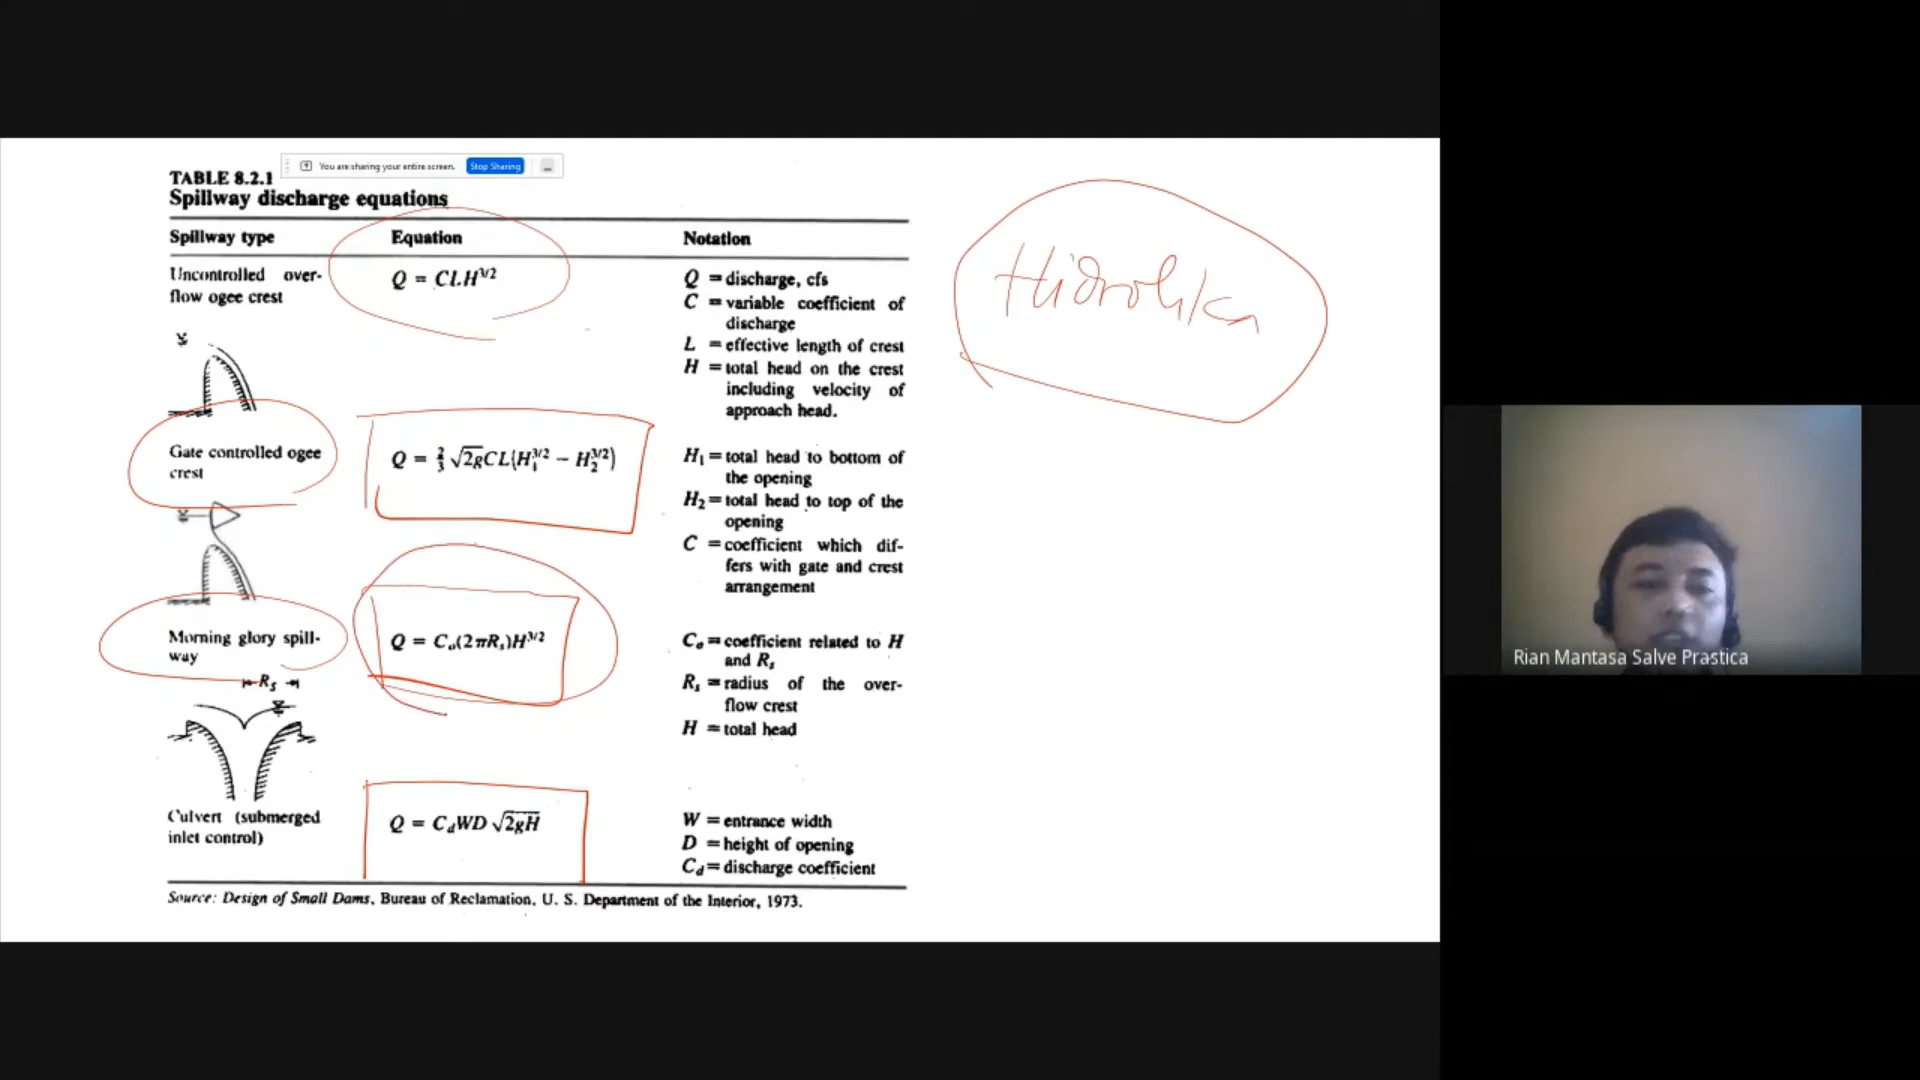 You are sharing your entire screen. Stop Sharing
TABLE 8.2.1
Spillway discharge equations
Spillway type Equation Notation
Uncontrolled over-
flow ogee crest
Q = CLH^3/2
Q = discharge, cfs
C = variable coefficient of
discharge
L = effective length of crest
H = total head on the crest
including velocity of
approach head.
Gate controlled ogee
crest
Q = 2/3 √2g CL(H₁^3/2 − H₂^3/2)
H₁ = total head to bottom of
the opening
H₂ = total head to top of the
opening
C = coefficient which dif-
fers with gate and crest
arrangement
Morning glory spill-
way
Rs
Q = Cₒ(2πRs)H^3/2
Cₒ = coefficient related to H
and Rs
Rs = radius of the over-
flow crest
H = total head
Culvert (submerged
inlet control)
Q = CdWD √2gH
W = entrance width
D = height of opening
Cd = discharge coefficient
Source: Design of Small Dams, Bureau of Reclamation, U. S. Department of the Interior, 1973.
Hidrolika
Rian Mantasa Salve Prastica